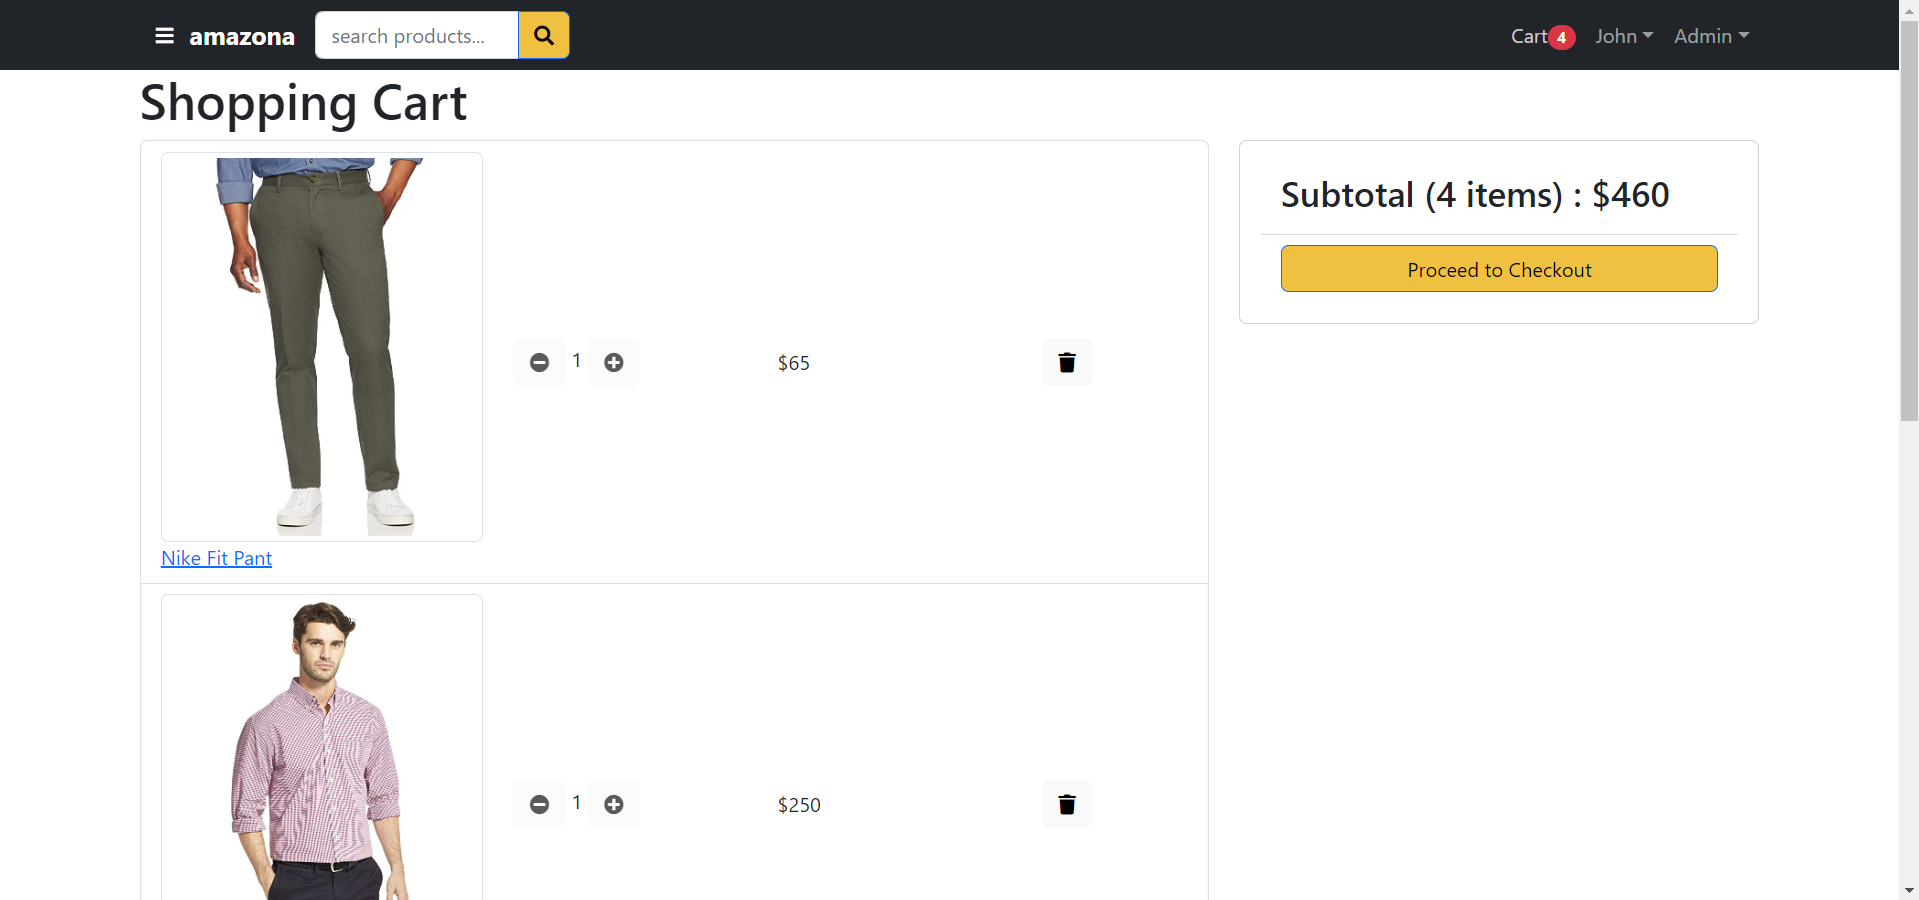 amazona
search products...
Cart 4
John
Admin
Shopping Cart
1
$65
Nike Fit Pant
1
$250
Subtotal (4 items) : $460
Proceed to Checkout